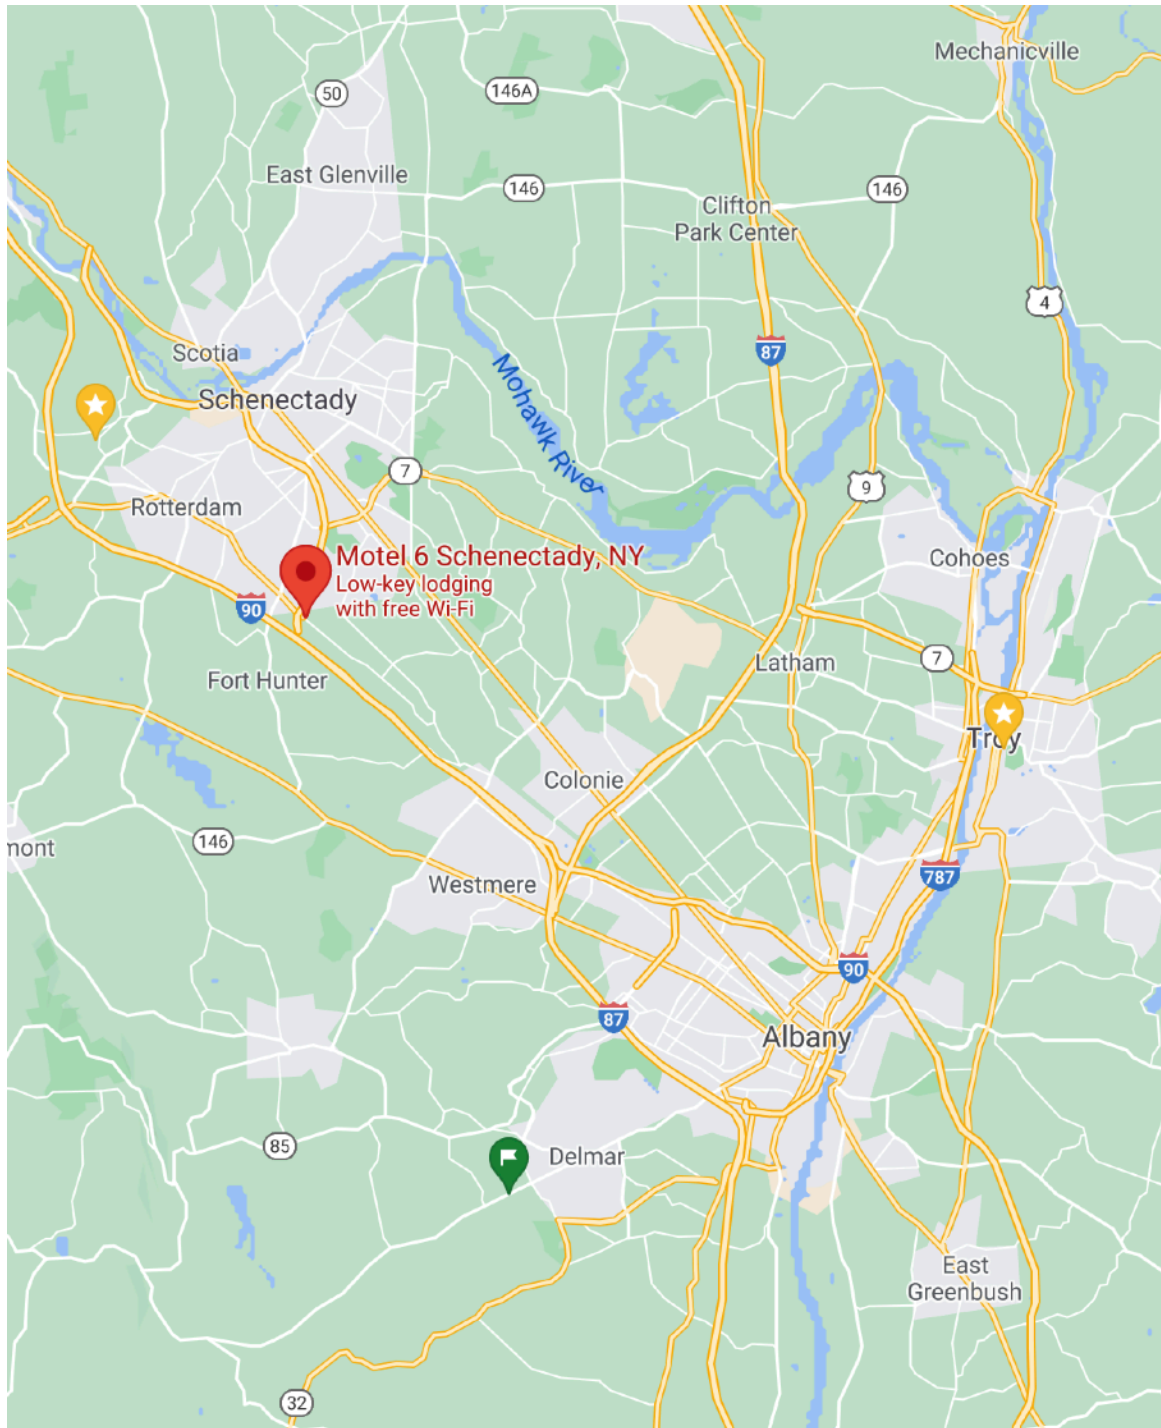 Mechanicville
50
146A
East Glenville
146
146
Clifton
Park Center
4
Scotia
87
Schenectady
Mohawk River
7
9
Rotterdam
Motel 6 Schenectady, NY
Low-key lodging
with free Wi-Fi
Cohoes
90
Latham
7
Fort Hunter
Troy
Colonie
146
mont
787
Westmere
90
87
Albany
85
Delmar
East
Greenbush
32